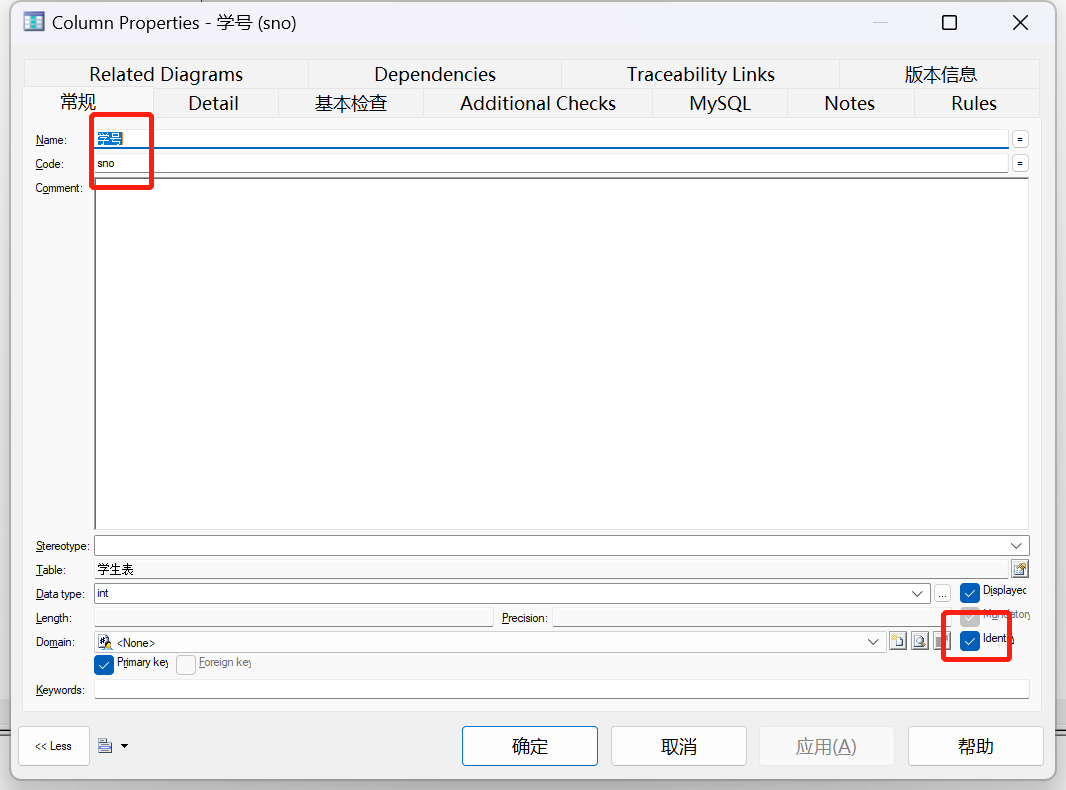 Column Properties - 学号 (sno)
Related Diagrams Dependencies Traceability Links 版本信息
常规 Detail 基本检查 Additional Checks MySQL Notes Rules
Name: 学号 =
Code: sno =
Comment:
Stereotype:
Table: 学生表
Data type: int ... Displayed
Length: Precision: Mandatory
Domain: <None> Identity
Primary key Foreign key
Keywords:
<< Less 确定 取消 应用(A) 帮助